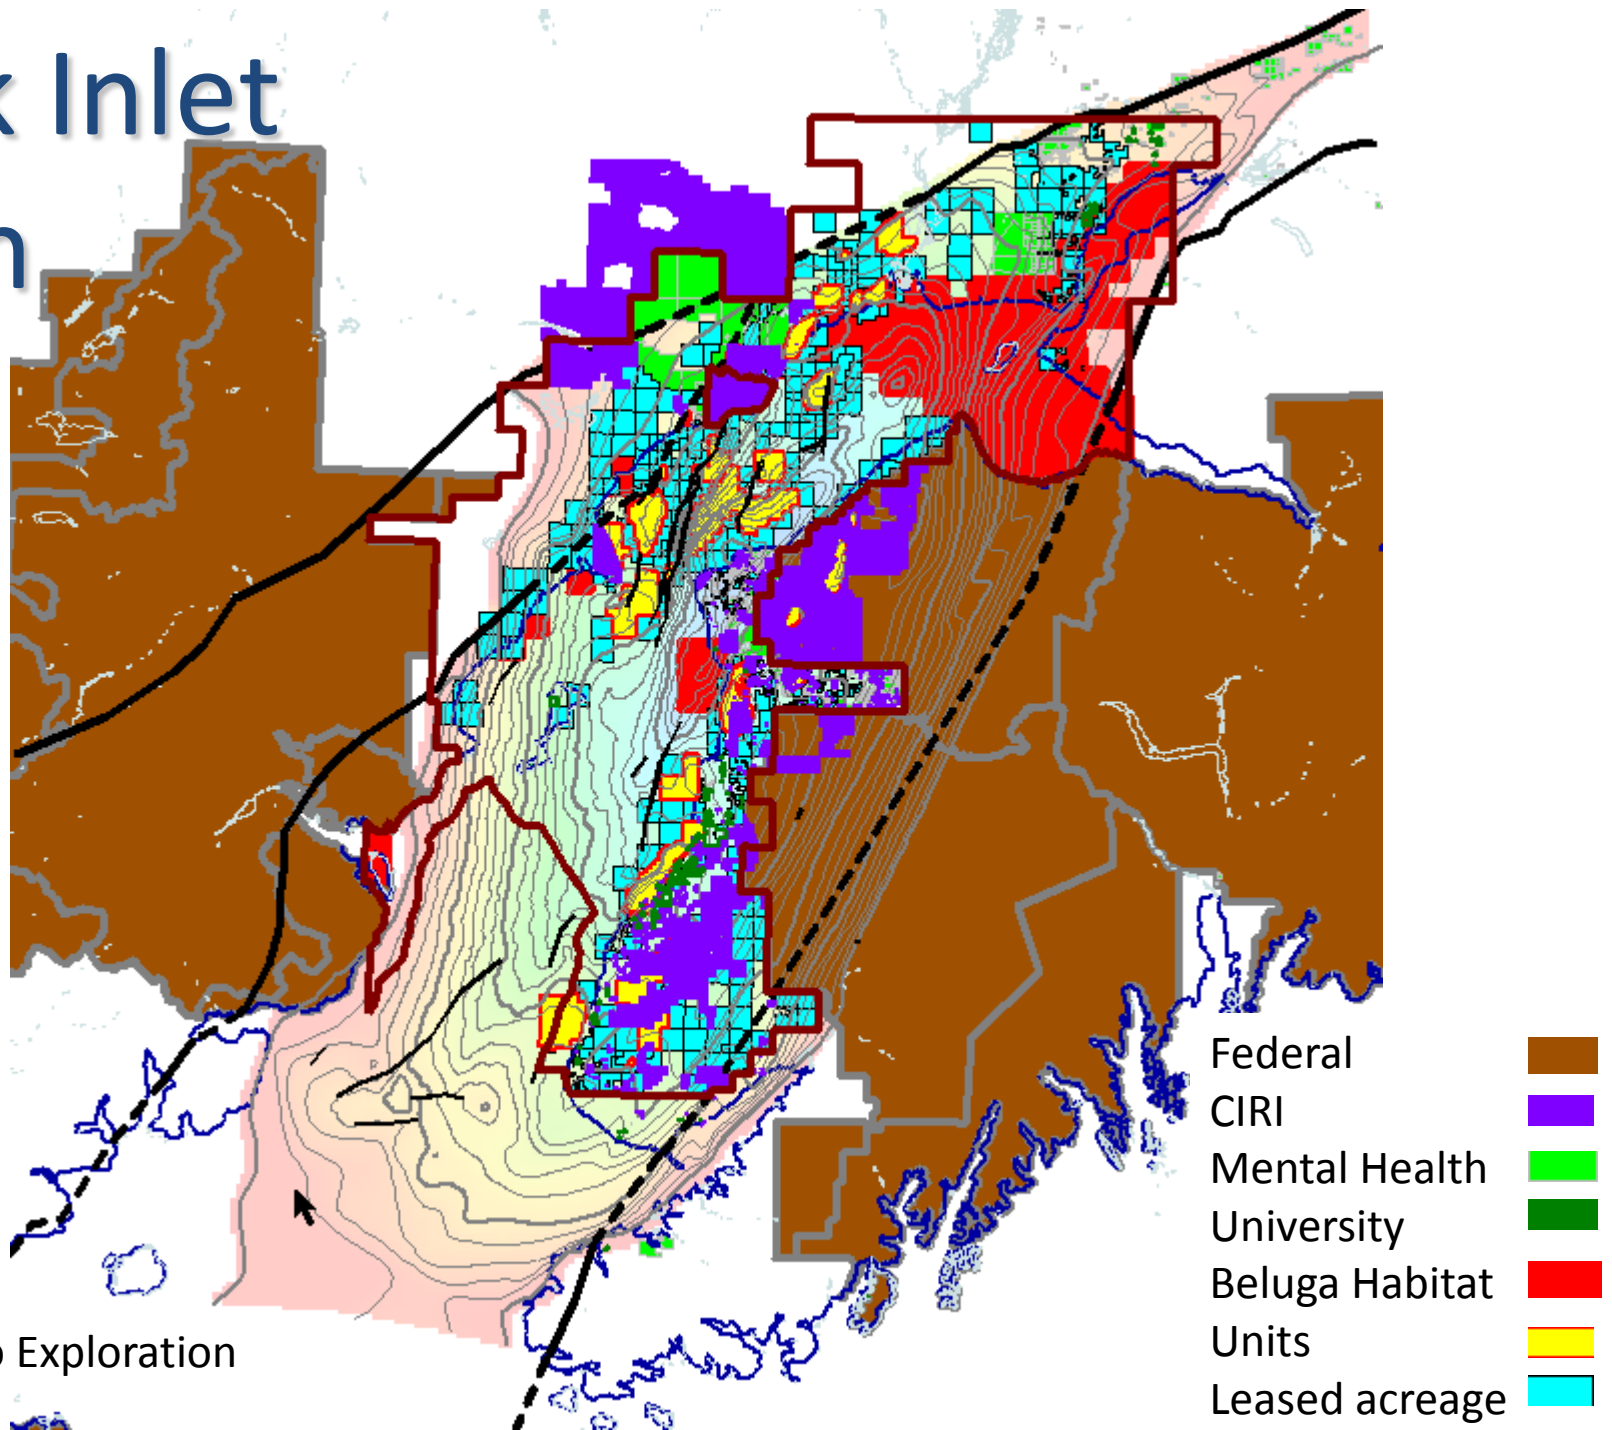 k Inlet
n
Exploration
Federal
CIRI
Mental Health
University
Beluga Habitat
Units
Leased acreage